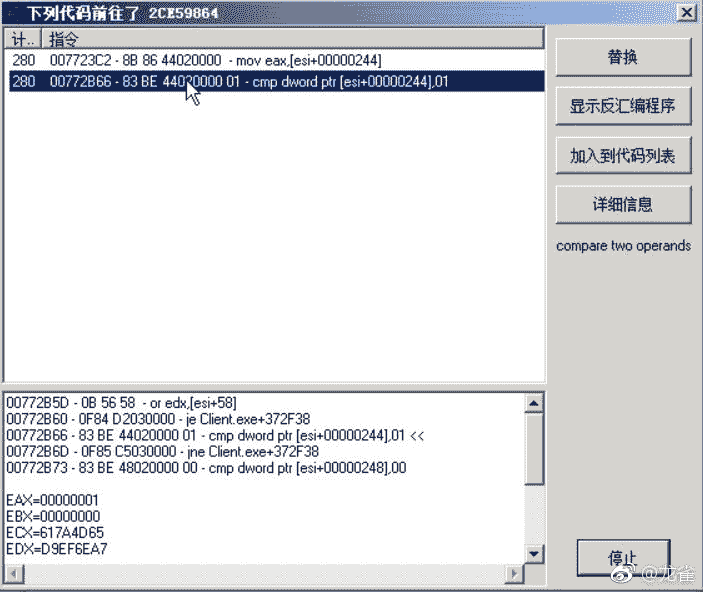 下列代码前往了 2CE59864
计.. 指令
280 007723C2 - 8B 86 44020000 - mov eax,[esi+00000244]
280 00772B66 - 83 BE 44020000 01 - cmp dword ptr [esi+00000244],01
替换
显示反汇编程序
加入到代码列表
详细信息
compare two operands
00772B5D - 0B 56 58 - or edx,[esi+58]
00772B60 - 0F84 D2030000 - je Client.exe+372F38
00772B66 - 83 BE 44020000 01 - cmp dword ptr [esi+00000244],01 <<
00772B6D - 0F85 C5030000 - jne Client.exe+372F38
00772B73 - 83 BE 48020000 00 - cmp dword ptr [esi+00000248],00
EAX=00000001
EBX=00000000
ECX=617A4D65
EDX=D9EF6EA7
停止
@龙雀